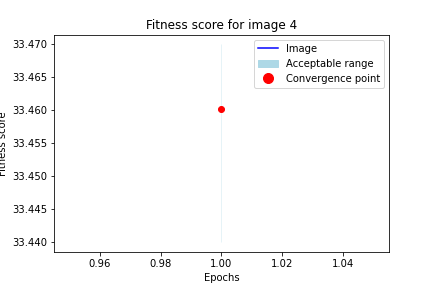 Fitness score for image 4
33.470
33.465
33.460
33.455
33.450
33.445
33.440
Fitness score
Image
Acceptable range
Convergence point
0.96
0.98
1.00
1.02
1.04
Epochs